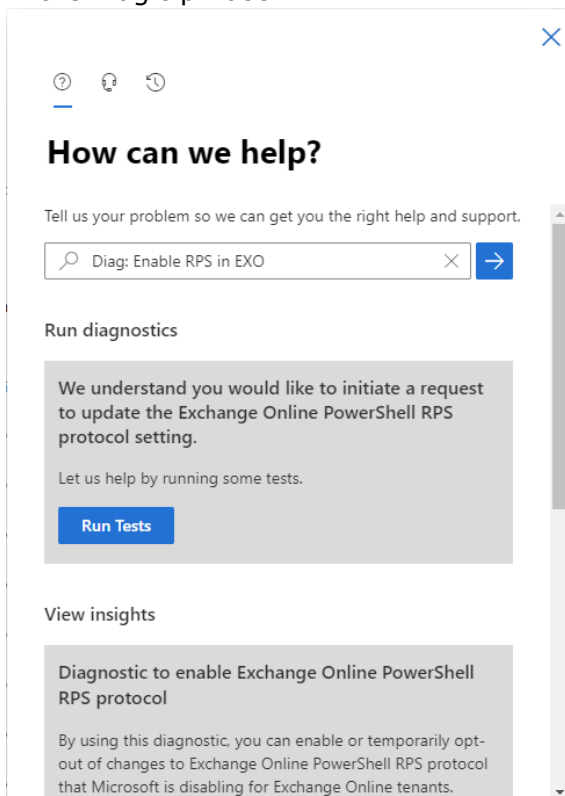 How can we help?
Tell us your problem so we can get you the right help and support.
Diag: Enable RPS in EXO
Run diagnostics
We understand you would like to initiate a request
to update the Exchange Online PowerShell RPS
protocol setting.
Let us help by running some tests.
Run Tests
View insights
Diagnostic to enable Exchange Online PowerShell
RPS protocol
By using this diagnostic, you can enable or temporarily opt-
out of changes to Exchange Online PowerShell RPS protocol
that Microsoft is disabling for Exchange Online tenants.